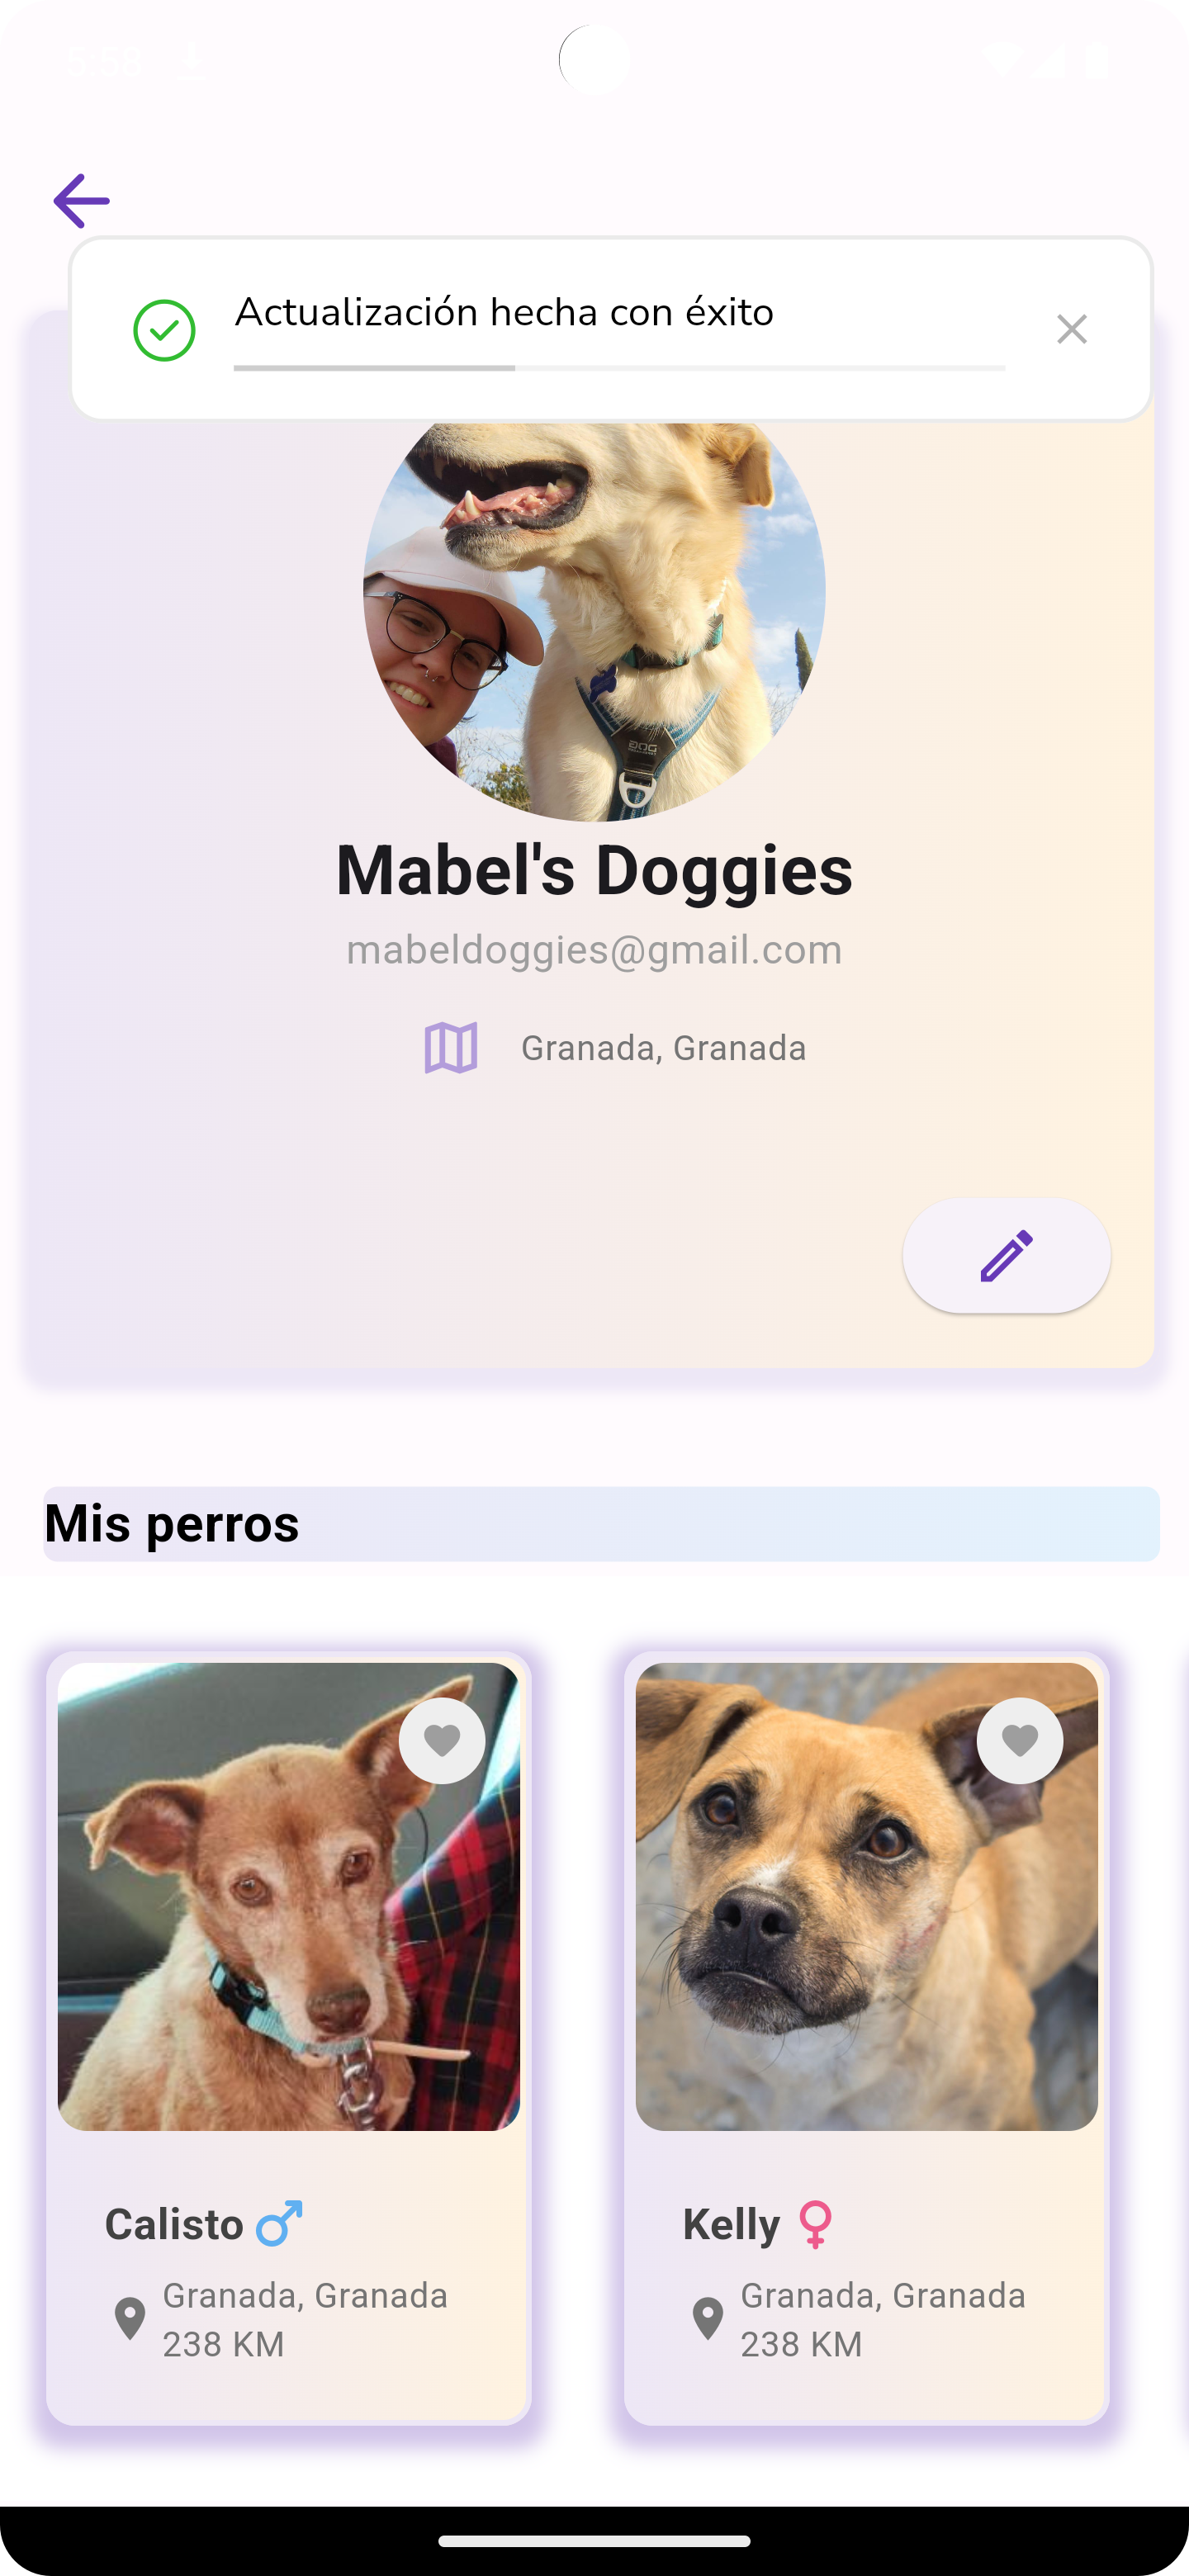 Actualización hecha con éxito
DOG
Mabel's Doggies
mabeldoggies@gmail.com
Granada, Granada
Mis perros
Calisto
Kelly
Granada, Granada
238 KM
Granada, Granada
238 KM